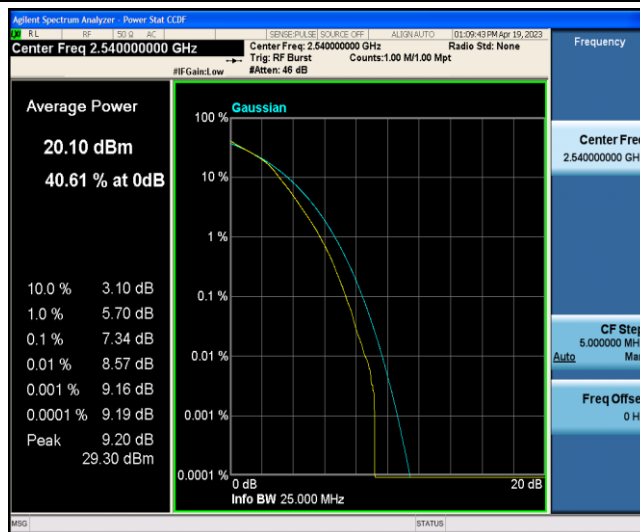 Agilent Spectrum Analyzer - Power Stat CCDF
RL RF 50 Ω AC SENSE:PULSE SOURCE OFF ALIGN AUTO 01:09:43 PM Apr 19, 2023
Center Freq 2.540000000 GHz
Center Freq: 2.540000000 GHz Radio Std: None
Trig: RF Burst Counts:1.00 M/1.00 Mpt
#IFGain:Low #Atten: 46 dB
Frequency
Average Power
20.10 dBm
40.61 % at 0dB
10.0 % 3.10 dB
1.0 % 5.70 dB
0.1 % 7.34 dB
0.01 % 8.57 dB
0.001 % 9.16 dB
0.0001 % 9.19 dB
Peak 9.20 dB
29.30 dBm
Gaussian
100 %
10 %
1 %
0.1 %
0.01 %
0.001 %
0.0001 %
0 dB 20 dB
Info BW 25.000 MHz
Center Fre
2.540000000 GH
CF Step
5.000000 MH
Auto Ma
Freq Offse
0 H
MSG STATUS